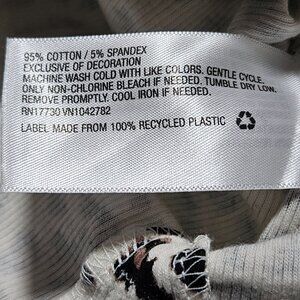 95% COTTON / 5% SPANDEX
EXCLUSIVE OF DECORATION
MACHINE WASH COLD WITH LIKE COLORS. GENTLE CYCLE.
ONLY NON-CHLORINE BLEACH IF NEEDED. TUMBLE DRY LOW.
REMOVE PROMPTLY. COOL IRON IF NEEDED.
RN17730 VN1042782
LABEL MADE FROM 100% RECYCLED PLASTIC